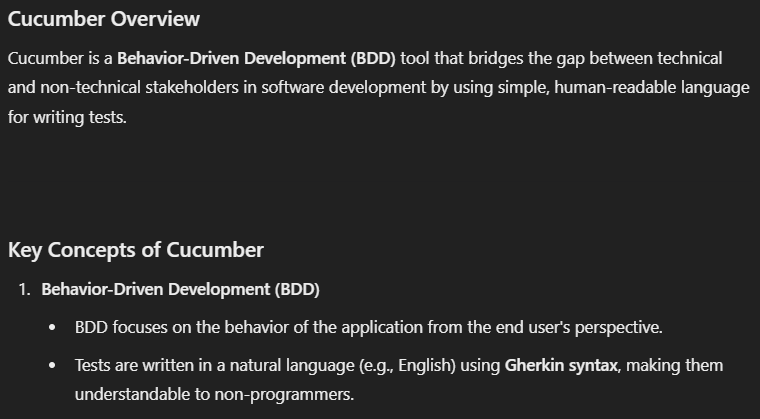 Cucumber Overview
Cucumber is a Behavior-Driven Development (BDD) tool that bridges the gap between technical
and non-technical stakeholders in software development by using simple, human-readable language
for writing tests.
Key Concepts of Cucumber
1. Behavior-Driven Development (BDD)
• BDD focuses on the behavior of the application from the end user's perspective.
• Tests are written in a natural language (e.g., English) using Gherkin syntax, making them
understandable to non-programmers.